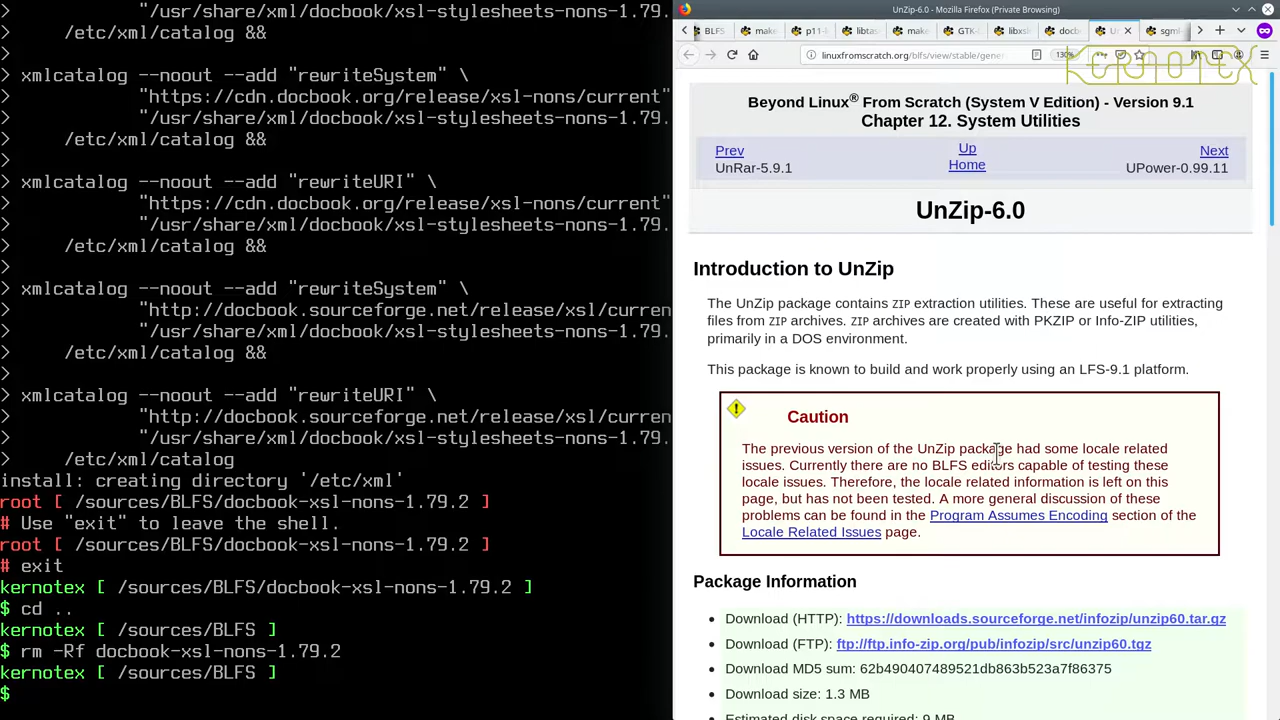 "/usr/share/xml/docbook/xsl-stylesheets-nons-1.79.
> /etc/xml/catalog &&
>
> xmlcatalog --noout --add "rewriteSystem" \
> "https://cdn.docbook.org/release/xsl-nons/current"
> "/usr/share/xml/docbook/xsl-stylesheets-nons-1.79.
> /etc/xml/catalog &&
>
> xmlcatalog --noout --add "rewriteURI" \
> "https://cdn.docbook.org/release/xsl-nons/current"
> "/usr/share/xml/docbook/xsl-stylesheets-nons-1.79.
> /etc/xml/catalog &&
>
> xmlcatalog --noout --add "rewriteSystem" \
> "http://docbook.sourceforge.net/release/xsl/curren
> "/usr/share/xml/docbook/xsl-stylesheets-nons-1.79.
> /etc/xml/catalog &&
>
> xmlcatalog --noout --add "rewriteURI" \
> "http://docbook.sourceforge.net/release/xsl/curren
> "/usr/share/xml/docbook/xsl-stylesheets-nons-1.79.
> /etc/xml/catalog
install: creating directory '/etc/xml'
root [ /sources/BLFS/docbook-xsl-nons-1.79.2 ]
# Use "exit" to leave the shell.
root [ /sources/BLFS/docbook-xsl-nons-1.79.2 ]
# exit
kernotex [ /sources/BLFS/docbook-xsl-nons-1.79.2 ]
$ cd ..
kernotex [ /sources/BLFS ]
$ rm -Rf docbook-xsl-nons-1.79.2
kernotex [ /sources/BLFS ]
$
UnZip-6.0 - Mozilla Firefox (Private Browsing)
BLFS make p11-k libtas make GTK- libxsl docb U sgml
linuxfromscratch.org/blfs/view/stable/gene 130%
KERNOTEX
Beyond Linux® From Scratch (System V Edition) - Version 9.1
Chapter 12. System Utilities
Prev Up Next
UnRar-5.9.1 Home UPower-0.99.11
UnZip-6.0
Introduction to UnZip
The UnZip package contains ZIP extraction utilities. These are useful for extracting
files from ZIP archives. ZIP archives are created with PKZIP or Info-ZIP utilities,
primarily in a DOS environment.
This package is known to build and work properly using an LFS-9.1 platform.
Caution
The previous version of the UnZip package had some locale related
issues. Currently there are no BLFS editors capable of testing these
locale issues. Therefore, the locale related information is left on this
page, but has not been tested. A more general discussion of these
problems can be found in the Program Assumes Encoding section of the
Locale Related Issues page.
Package Information
Download (HTTP): https://downloads.sourceforge.net/infozip/unzip60.tar.gz
Download (FTP): ftp://ftp.info-zip.org/pub/infozip/src/unzip60.tgz
Download MD5 sum: 62b490407489521db863b523a7f86375
Download size: 1.3 MB
Estimated disk space required: 9 MB